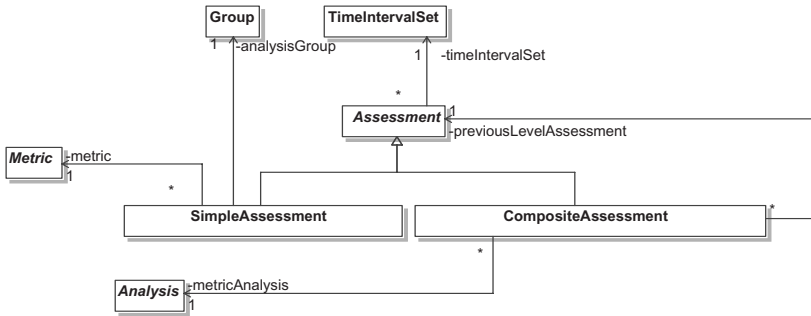 Group
TimeIntervalSet
1
-analysisGroup
1
-timeIntervalSet
*
Assessment
1
-previousLevelAssessment
Metric
-metric
1
*
SimpleAssessment
CompositeAssessment
*
*
Analysis
-metricAnalysis
1